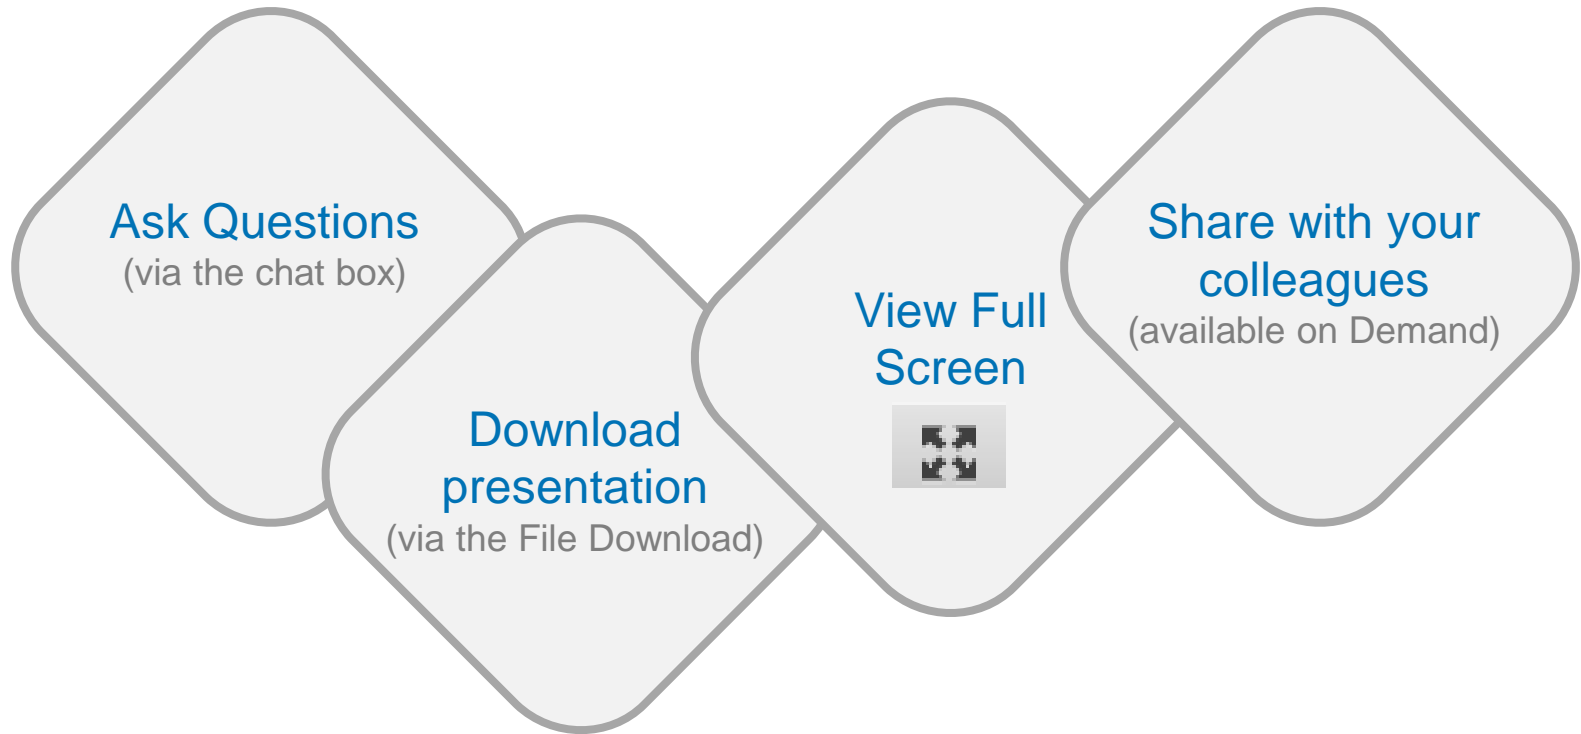 Ask Questions
(via the chat box)
Download
presentation
(via the File Download)
View Full
Screen
Share with your
colleagues
(available on Demand)